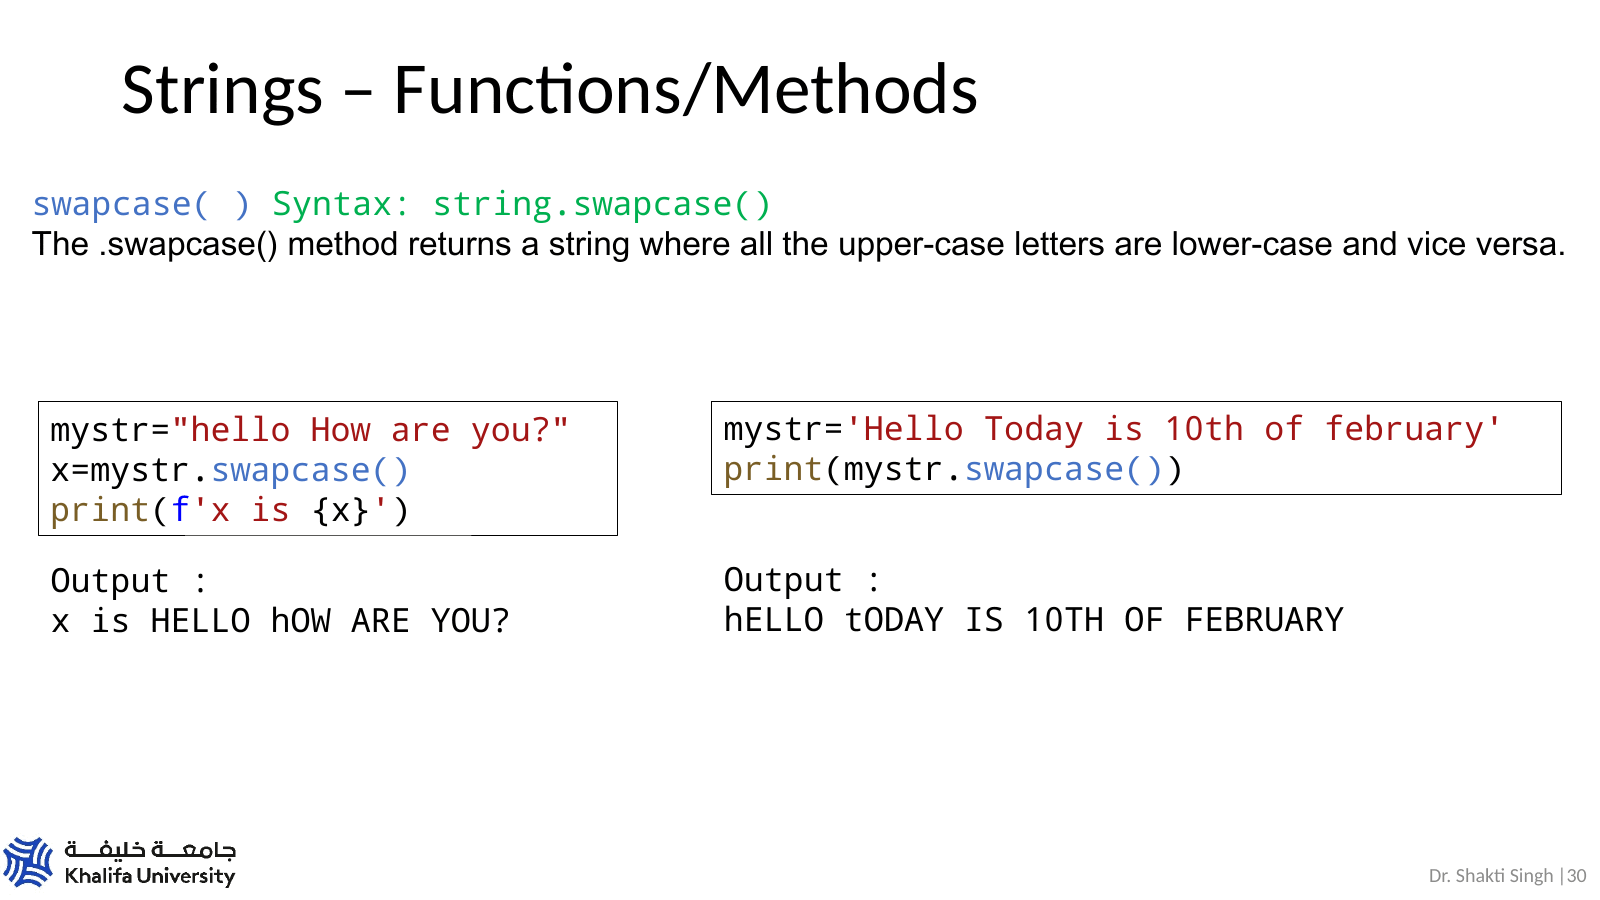 Strings – Functions/Methods
swapcase( ) Syntax: string.swapcase()
The .swapcase() method returns a string where all the upper-case letters are lower-case and vice versa.
mystr="hello How are you?"
x=mystr.swapcase()
print(f'x is {x}')
Output :
x is HELLO hOW ARE YOU?
mystr='Hello Today is 10th of february'
print(mystr.swapcase())
Output :
hELLO tODAY IS 10TH OF FEBRUARY
جامعة خليفة
Khalifa University
Dr. Shakti Singh |30